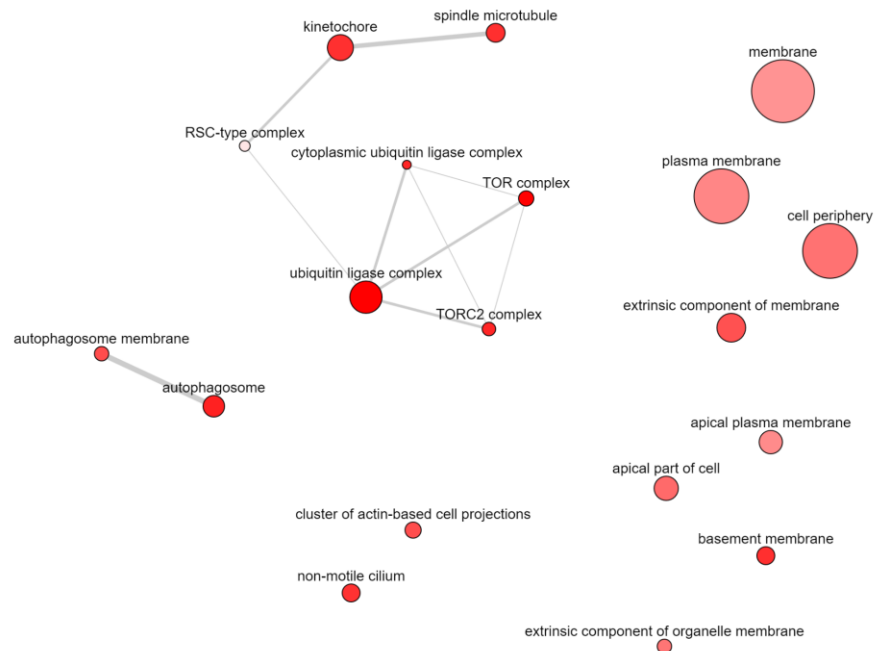 spindle microtubule
kinetochore
membrane
RSC-type complex
cytoplasmic ubiquitin ligase complex
plasma membrane
TOR complex
cell periphery
ubiquitin ligase complex
extrinsic component of membrane
TORC2 complex
autophagosome membrane
autophagosome
apical plasma membrane
apical part of cell
cluster of actin-based cell projections
basement membrane
non-motile cilium
extrinsic component of organelle membrane